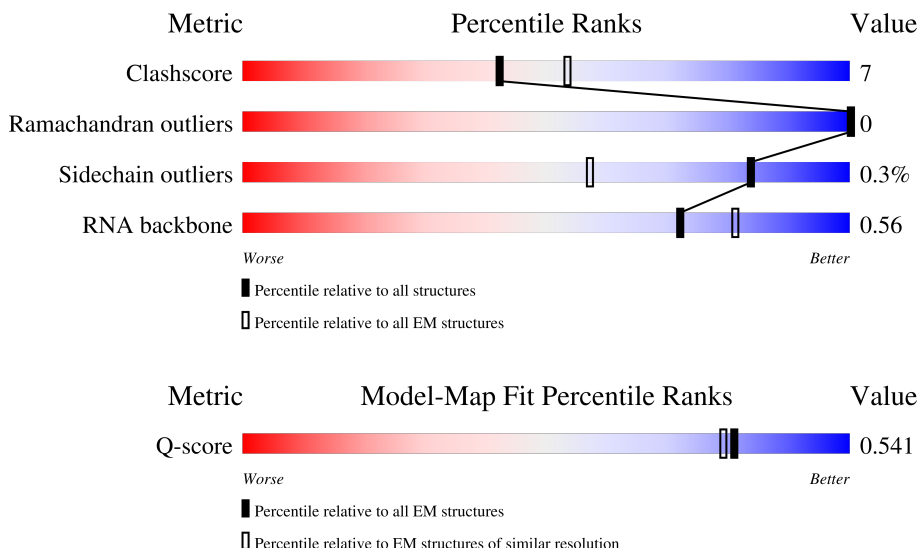 Metric Percentile Ranks Value
Clashscore 7
Ramachandran outliers 0
Sidechain outliers 0.3%
RNA backbone 0.56
Worse Better
Percentile relative to all structures
Percentile relative to all EM structures
Metric Model-Map Fit Percentile Ranks Value
Q-score 0.541
Worse Better
Percentile relative to all EM structures
Percentile relative to EM structures of similar resolution